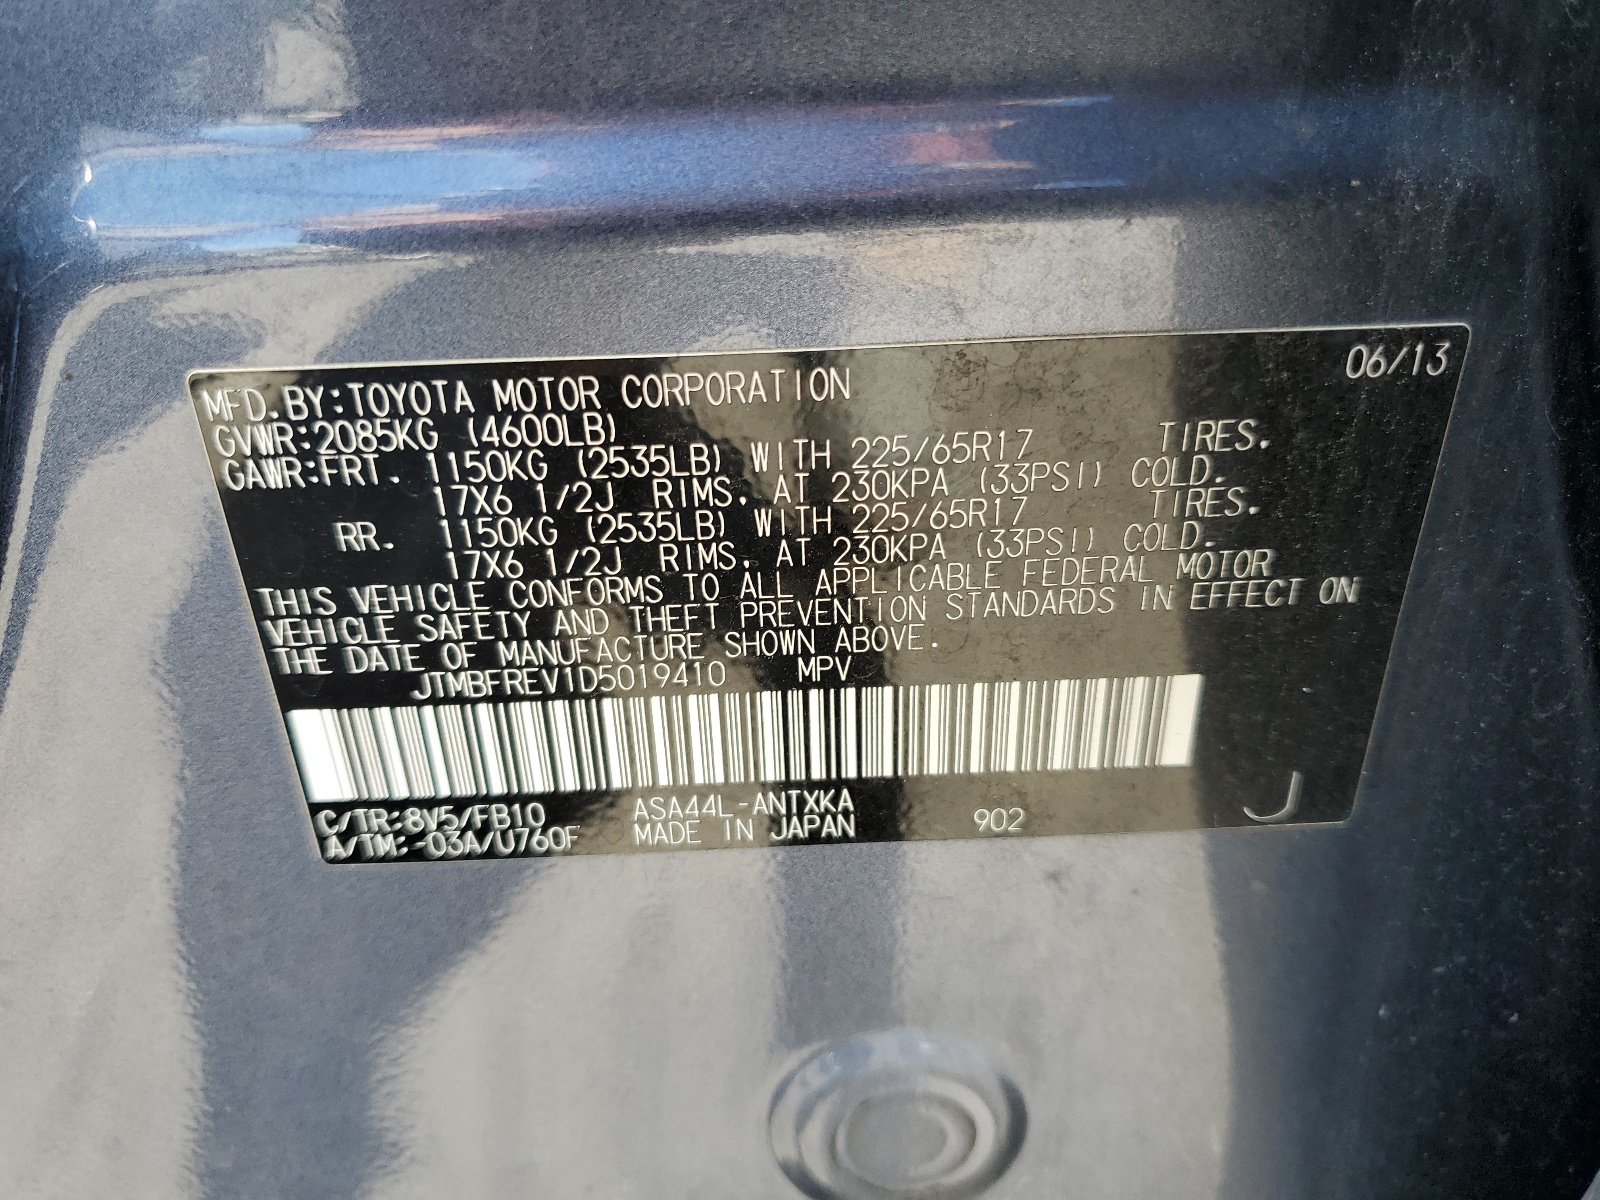 06/13
MFD.BY:TOYOTA MOTOR CORPORATION
GVWR:2085KG (4600LB)
GAWR:FRT. 1150KG (2535LB) WITH 225/65R17 TIRES.
17X6 1/2J RIMS, AT 230KPA (33PSI) COLD.
RR. 1150KG (2535LB) WITH 225/65R17 TIRES.
17X6 1/2J RIMS, AT 230KPA (33PSI) COLD.
THIS VEHICLE CONFORMS TO ALL APPLICABLE FEDERAL MOTOR
VEHICLE SAFETY AND THEFT PREVENTION STANDARDS IN EFFECT ON
THE DATE OF MANUFACTURE SHOWN ABOVE.
JTMBFREV1D5019410 MPV
C/TR:8V5/FB10 ASA44L-ANTXKA
A/TM:-03A/U760F MADE IN JAPAN 902 J